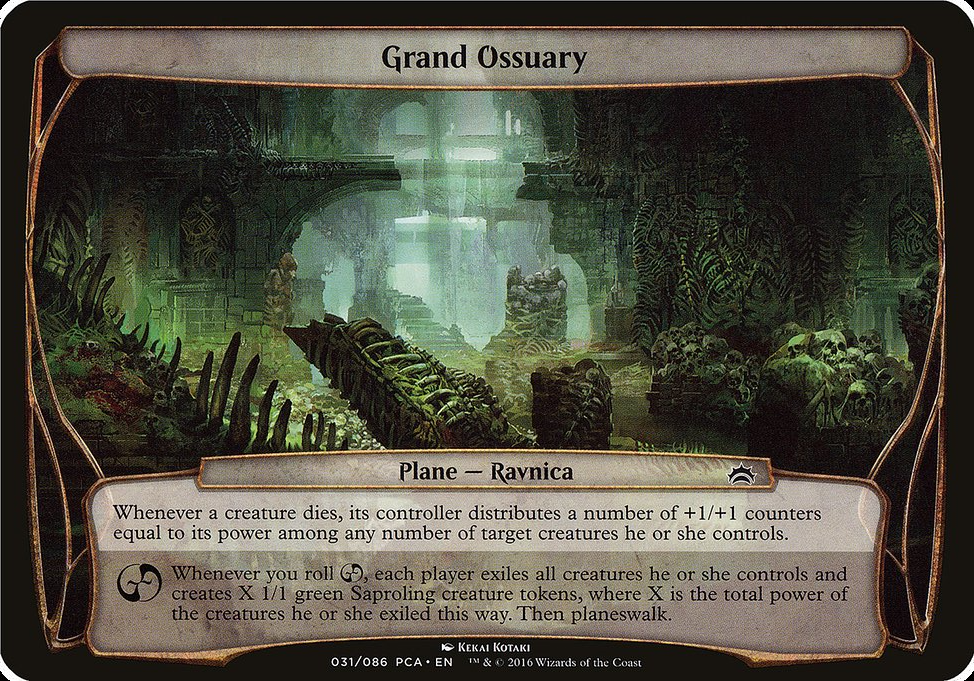 Grand Ossuary
Plane — Ravnica
Whenever a creature dies, its controller distributes a number of +1/+1 counters
equal to its power among any number of target creatures he or she controls.
Whenever you roll , each player exiles all creatures he or she controls and
creates X 1/1 green Saproling creature tokens, where X is the total power of
the creatures he or she exiled this way. Then planeswalk.
Kekai Kotaki
031/086 PCA • EN ™ & © 2016 Wizards of the Coast